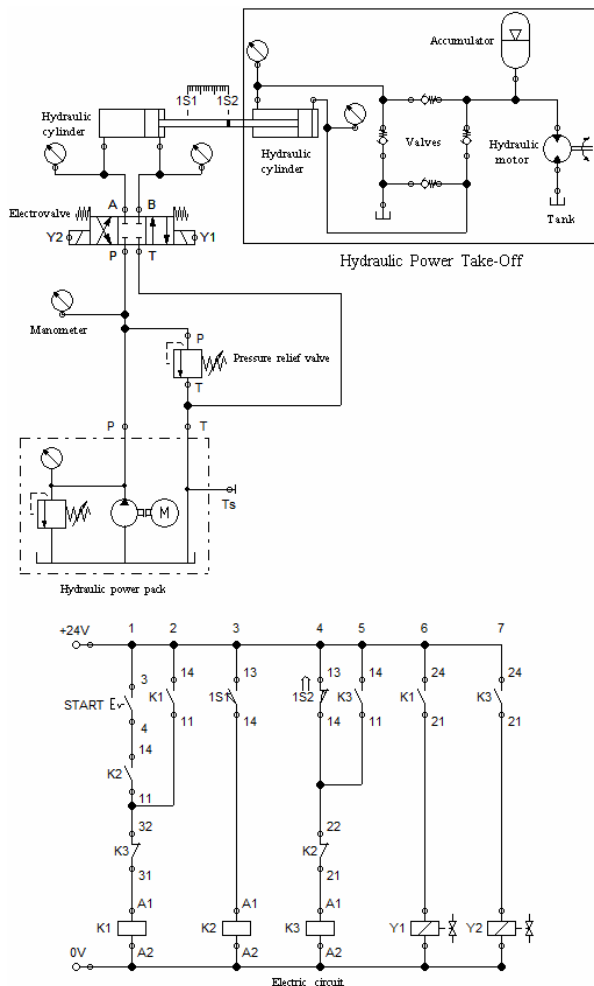 Accumulator
1S1 1S2
Hydraulic
cylinder
Hydraulic
cylinder
Valves
Hydraulic
motor
Tank
A B
Electrovalve
Y2 Y1
P T
Hydraulic Power Take-Off
Manometer
P
Pressure relief valve
T
P T
M
Ts
Hydraulic power pack
1 2 3 4 5 6 7
+24V
3 14 13 13 14 24 24
START K1 1S1 1S2 K3 K1 K3
4 11 14 14 11 21 21
14
K2
11
32 22
K3 K2
31 21
A1 A1 A1
K1 K2 K3 Y1 Y2
A2 A2 A2
0V
Electric circuit